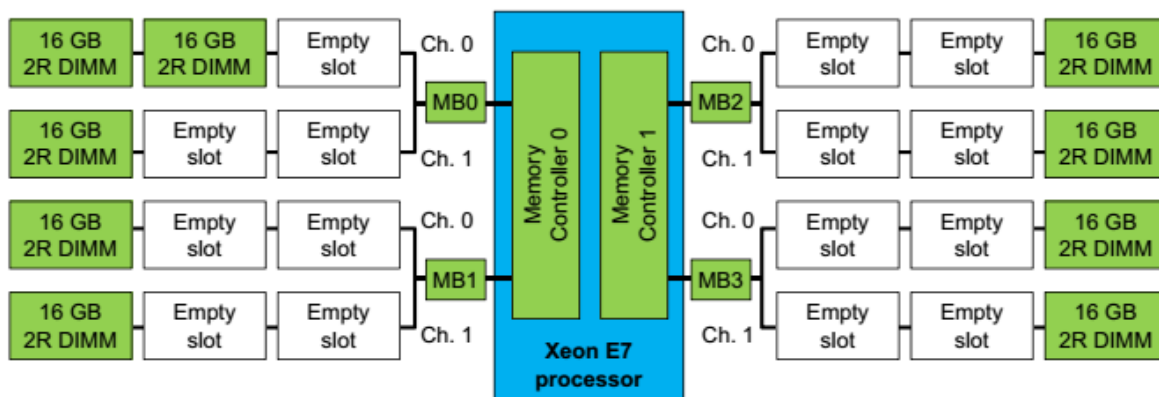 16 GB
2R DIMM
16 GB
2R DIMM
Empty
slot
Ch. 0
16 GB
2R DIMM
Empty
slot
Empty
slot
Ch. 1
MB0
16 GB
2R DIMM
Empty
slot
Empty
slot
Ch. 0
16 GB
2R DIMM
Empty
slot
Empty
slot
Ch. 1
MB1
Memory
Controller 0
Memory
Controller 1
Xeon E7
processor
Ch. 0
Empty
slot
Empty
slot
16 GB
2R DIMM
MB2
Ch. 1
Empty
slot
Empty
slot
16 GB
2R DIMM
Ch. 0
Empty
slot
Empty
slot
16 GB
2R DIMM
MB3
Ch. 1
Empty
slot
Empty
slot
16 GB
2R DIMM